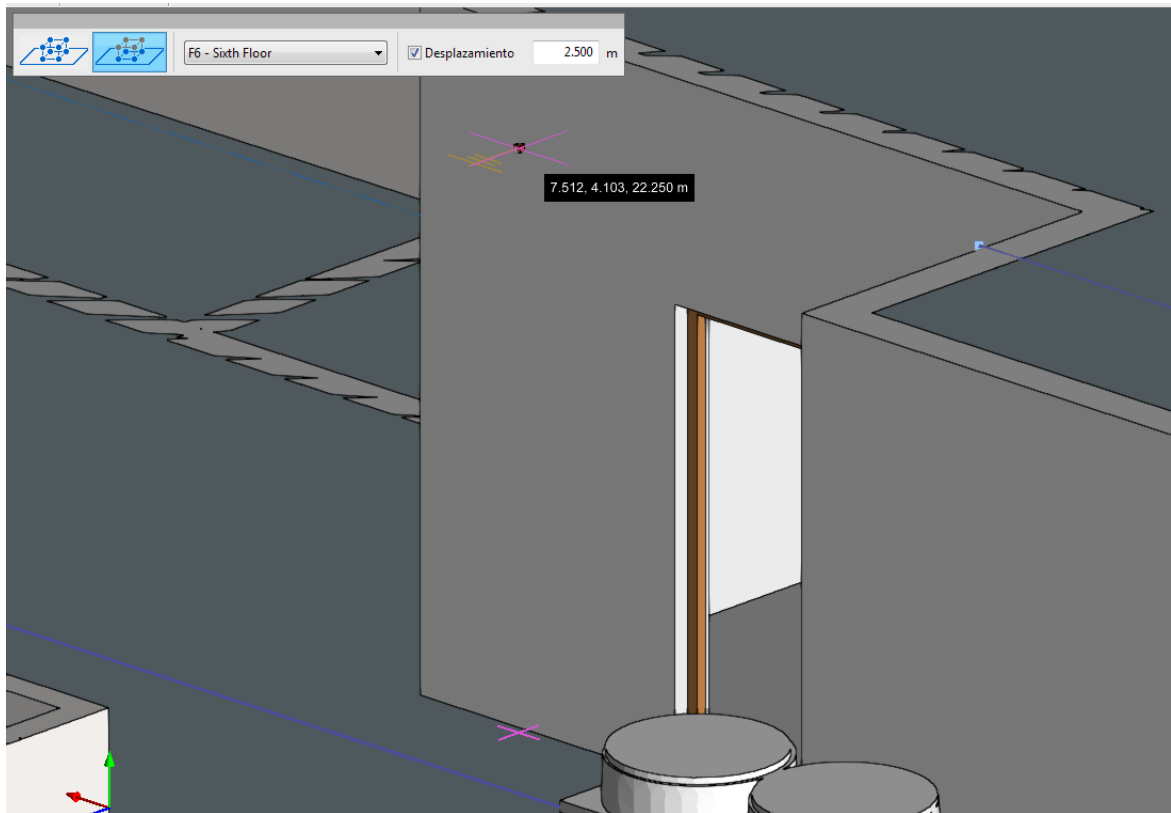 F6 - Sixth Floor
Desplazamiento
2.500 m
7.512, 4.103, 22.250 m